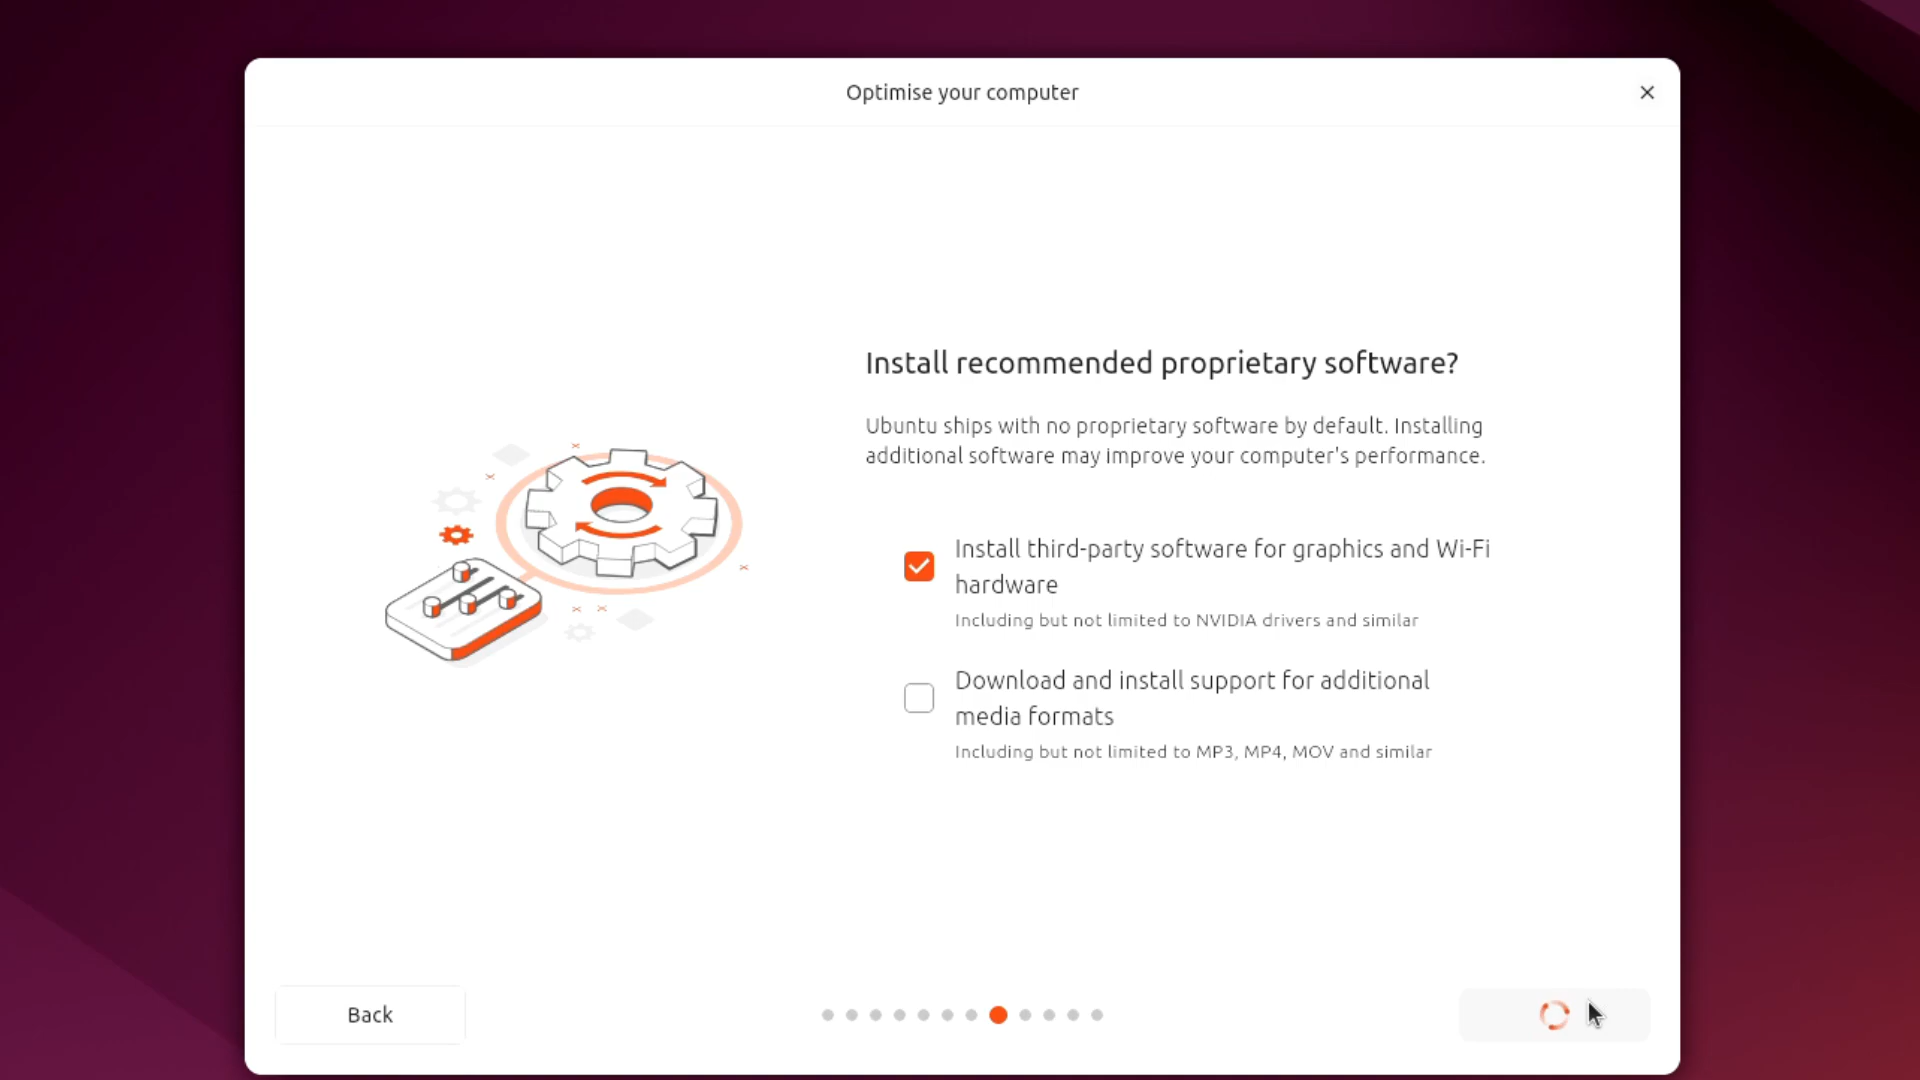 Optimise your computer
Install recommended proprietary software?
Ubuntu ships with no proprietary software by default. Installing
additional software may improve your computer's performance.
Install third-party software for graphics and Wi-Fi
hardware
Including but not limited to NVIDIA drivers and similar
Download and install support for additional
media formats
Including but not limited to MP3, MP4, MOV and similar
Back